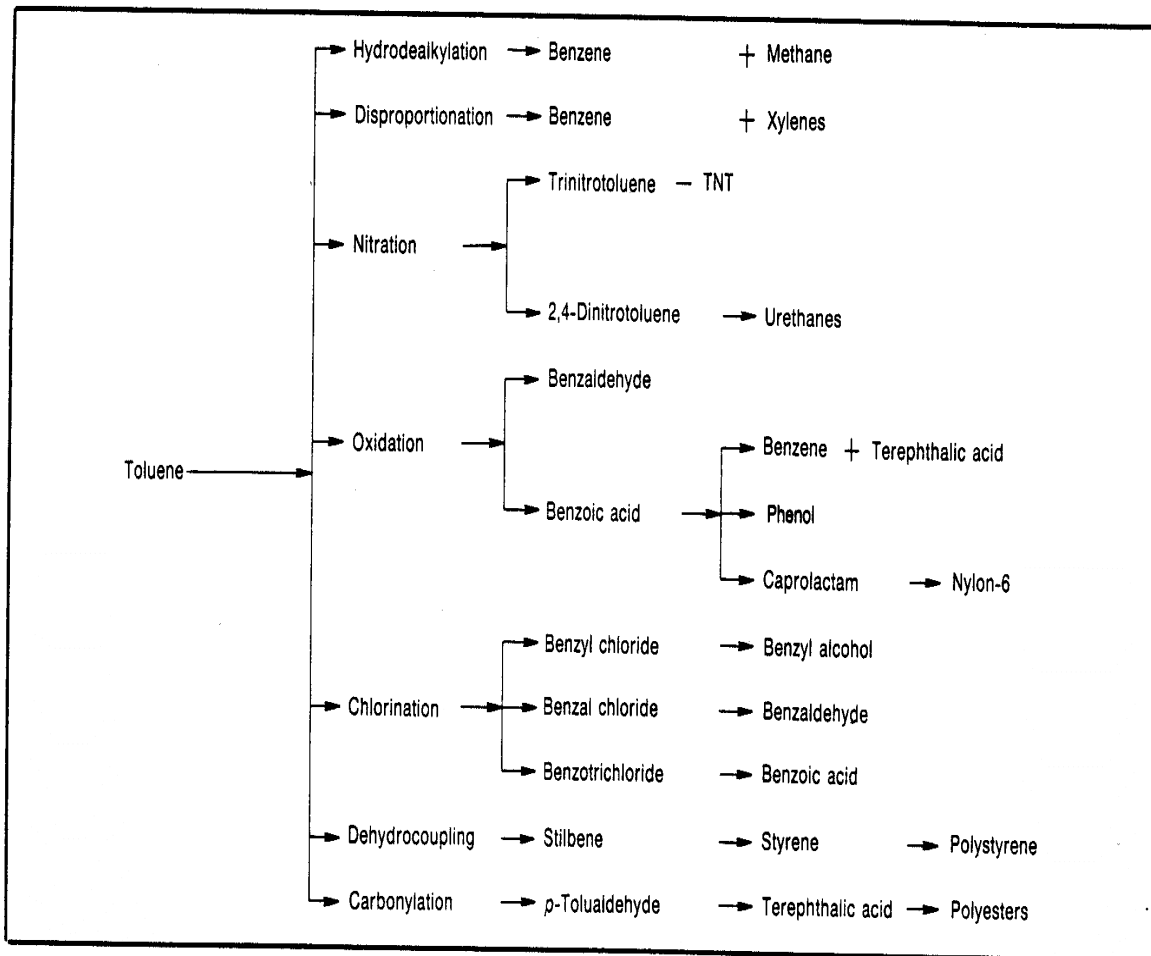 Hydrodealkylation Benzene + Methane
Disproportionation Benzene + Xylenes
Trinitrotoluene – TNT
Nitration
2,4-Dinitrotoluene Urethanes
Benzaldehyde
Oxidation
Benzene + Terephthalic acid
Toluene
Benzoic acid Phenol
Caprolactam Nylon-6
Benzyl chloride Benzyl alcohol
Chlorination Benzal chloride Benzaldehyde
Benzotrichloride Benzoic acid
Dehydrocoupling Stilbene Styrene Polystyrene
Carbonylation p-Tolualdehyde Terephthalic acid Polyesters